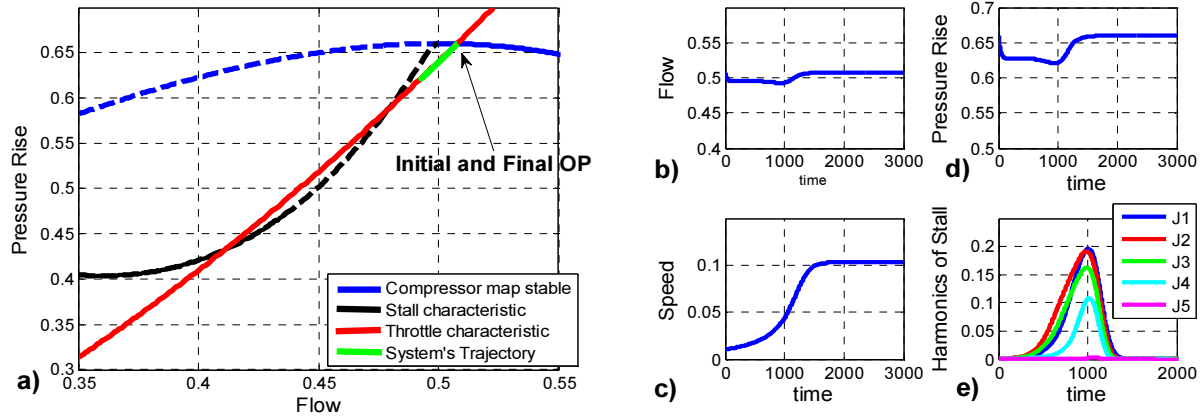 Pressure Rise
0.65
0.6
0.55
0.5
0.45
0.4
0.35
0.3
0.35
0.4
0.45
0.5
0.55
Flow
a)
Initial and Final OP
Compressor map stable
Stall characteristic
Throttle characteristic
System's Trajectory
Flow
0.55
0.5
0.45
0.4
0
1000
2000
3000
time
b)
Pressure Rise
0.7
0.65
0.6
0.55
0.5
0
1000
2000
3000
time
d)
Speed
0.1
0.05
0
0
1000
2000
3000
time
c)
Harmonics of Stall
0.2
0.15
0.1
0.05
0
0
1000
2000
time
e)
J1
J2
J3
J4
J5